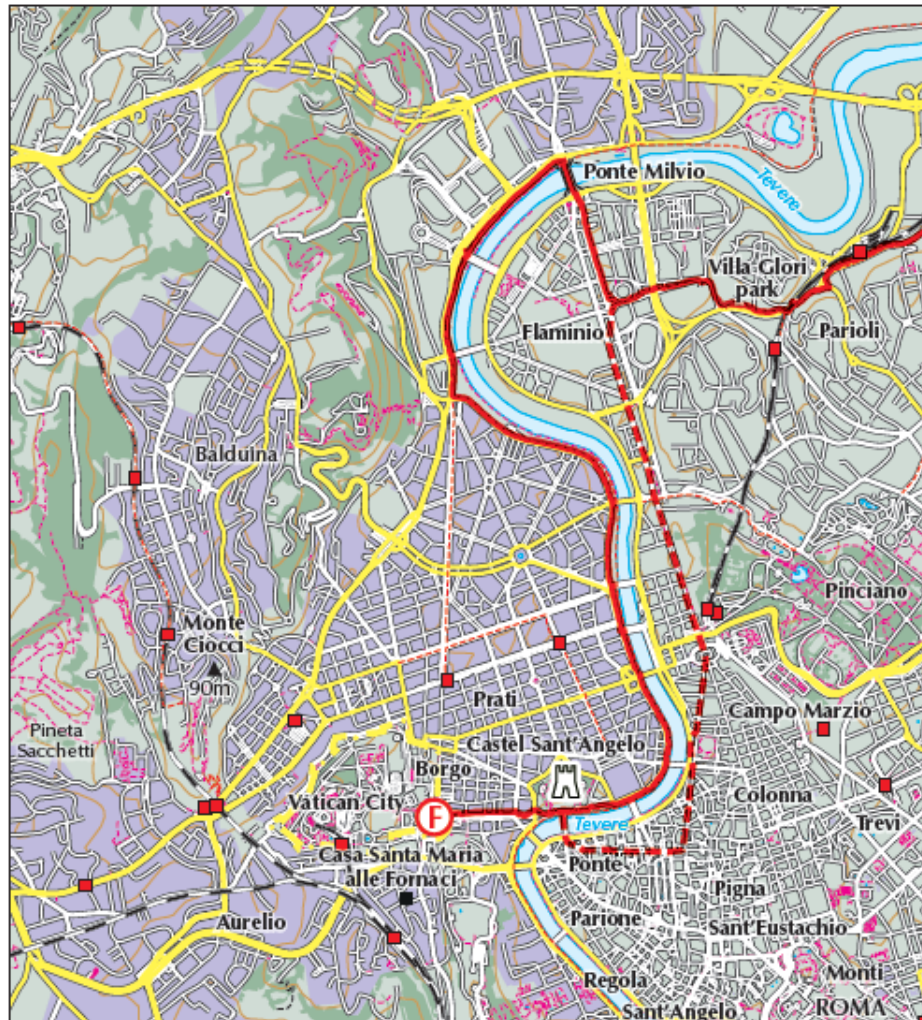 Ponte Milvio
Tevere
Villa Glori
park
Flaminio
Parioli
Balduina
Pinciano
Monte
Ciocci
90m
Prati
Pineta
Sacchetti
Campo Marzio
Castel Sant'Angelo
Borgo
Vatican City
Colonna
F
Tevere
Trevi
Casa Santa Maria
alle Fornaci
Ponte
Pigna
Aurelio
Parione
Sant'Eustachio
Regola
Monti
Sant'Angelo
ROMA